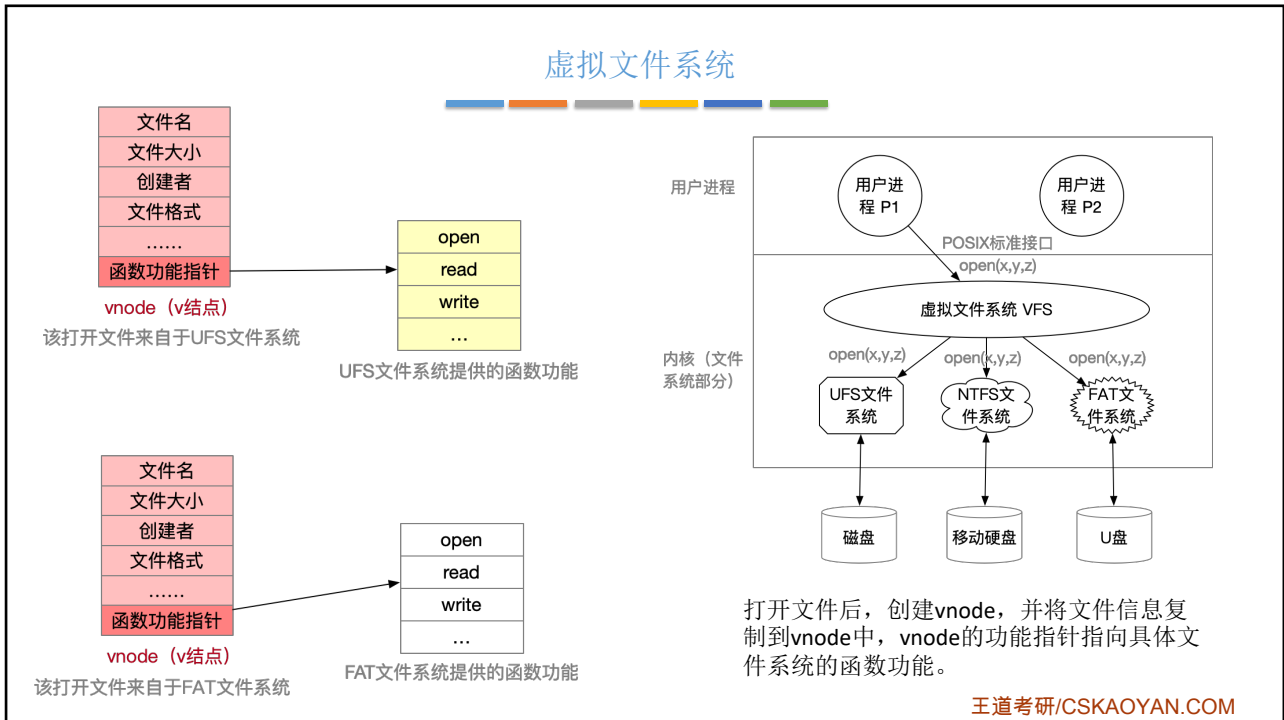 虚拟文件系统
文件名
文件大小
创建者
文件格式
……
函数功能指针
vnode（v结点）
该打开文件来自于UFS文件系统
open
read
write
…
UFS文件系统提供的函数功能
文件名
文件大小
创建者
文件格式
……
函数功能指针
vnode（v结点）
该打开文件来自于FAT文件系统
open
read
write
…
FAT文件系统提供的函数功能
用户进程
用户进
程 P1
用户进
程 P2
POSIX标准接口
open(x,y,z)
虚拟文件系统 VFS
内核（文件
系统部分）
open(x,y,z)
open(x,y,z)
open(x,y,z)
UFS文件
系统
NTFS文
件系统
FAT文
件系统
磁盘
移动硬盘
U盘
打开文件后，创建vnode，并将文件信息复
制到vnode中，vnode的功能指针指向具体文
件系统的函数功能。
王道考研/CSKAOYAN.COM